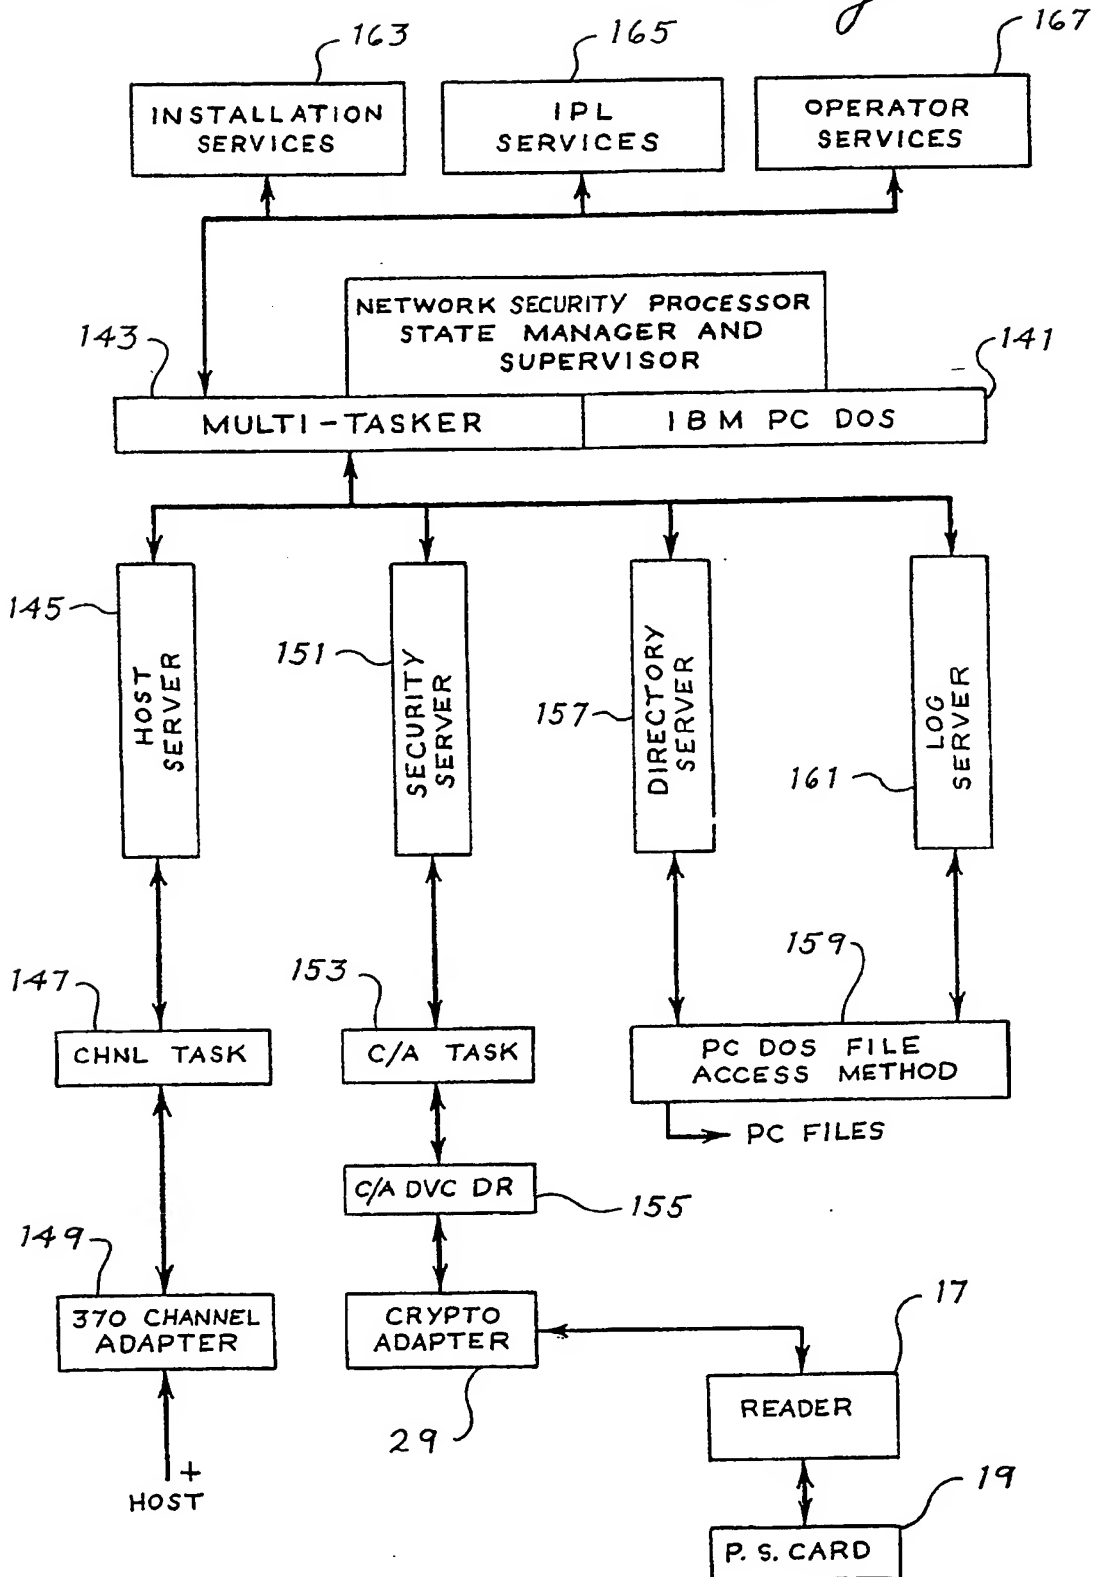 163
165
167
INSTALLATION
SERVICES
IPL
SERVICES
OPERATOR
SERVICES
NETWORK SECURITY PROCESSOR
STATE MANAGER AND
SUPERVISOR
143
141
MULTI-TASKER
IBM PC DOS
145
HOST
SERVER
151
SECURITY
SERVER
157
DIRECTORY
SERVER
161
LOG
SERVER
147
CHNL TASK
153
C/A TASK
159
PC DOS FILE
ACCESS METHOD
PC FILES
C/A DVC DR
155
149
370 CHANNEL
ADAPTER
CRYPTO
ADAPTER
29
17
READER
+
HOST
19
P. S. CARD